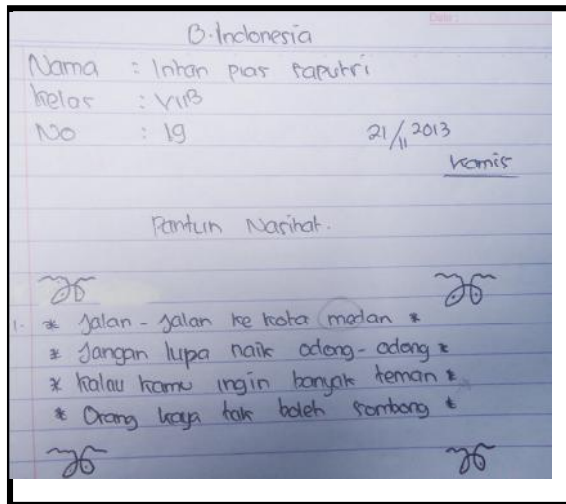 B. Indonesia
Nama : Intan pias saputri
kelas : VIIB
No : 19
21/11 2013
kamis
Pantun Nasihat.
1. * Jalan - Jalan ke kota medan *
* Jangan lupa naik odong - odong *
* kalau kamu ingin banyak teman *
* Orang kaya tak boleh sombong *